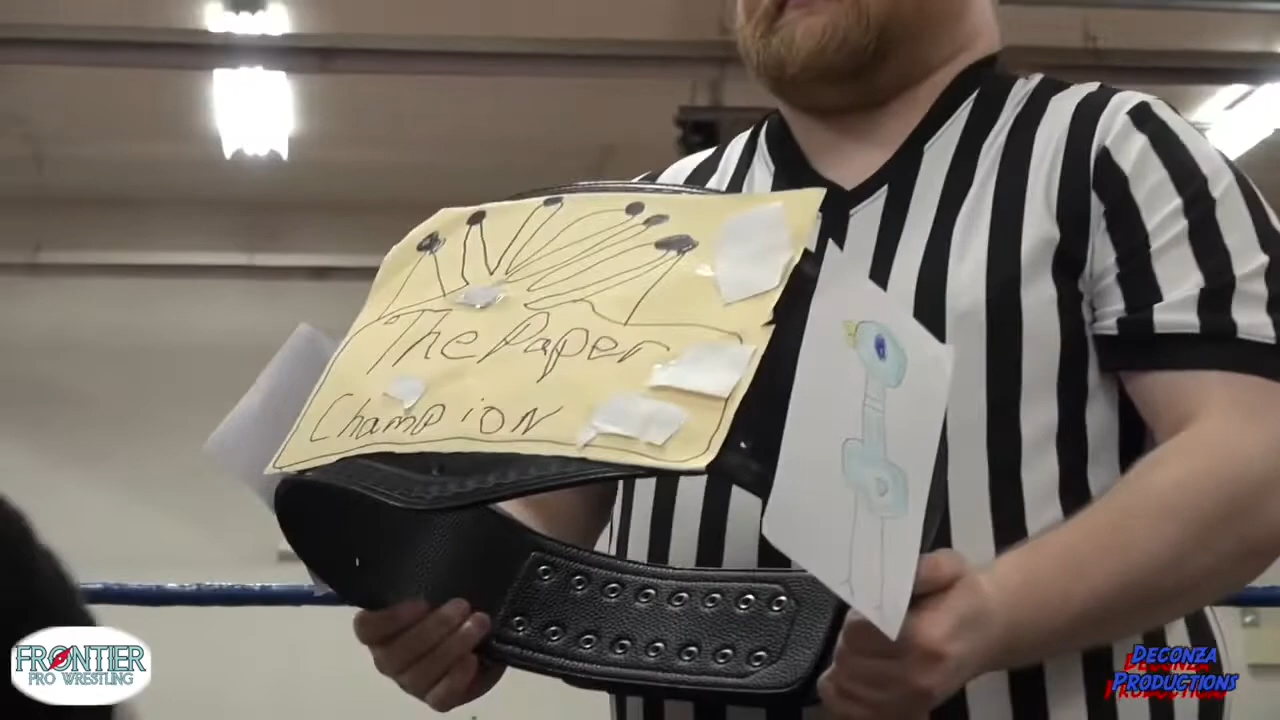 The Paper
Champion
FRONTIER
PRO WRESTLING
DECONZA
PRODUCTIONS